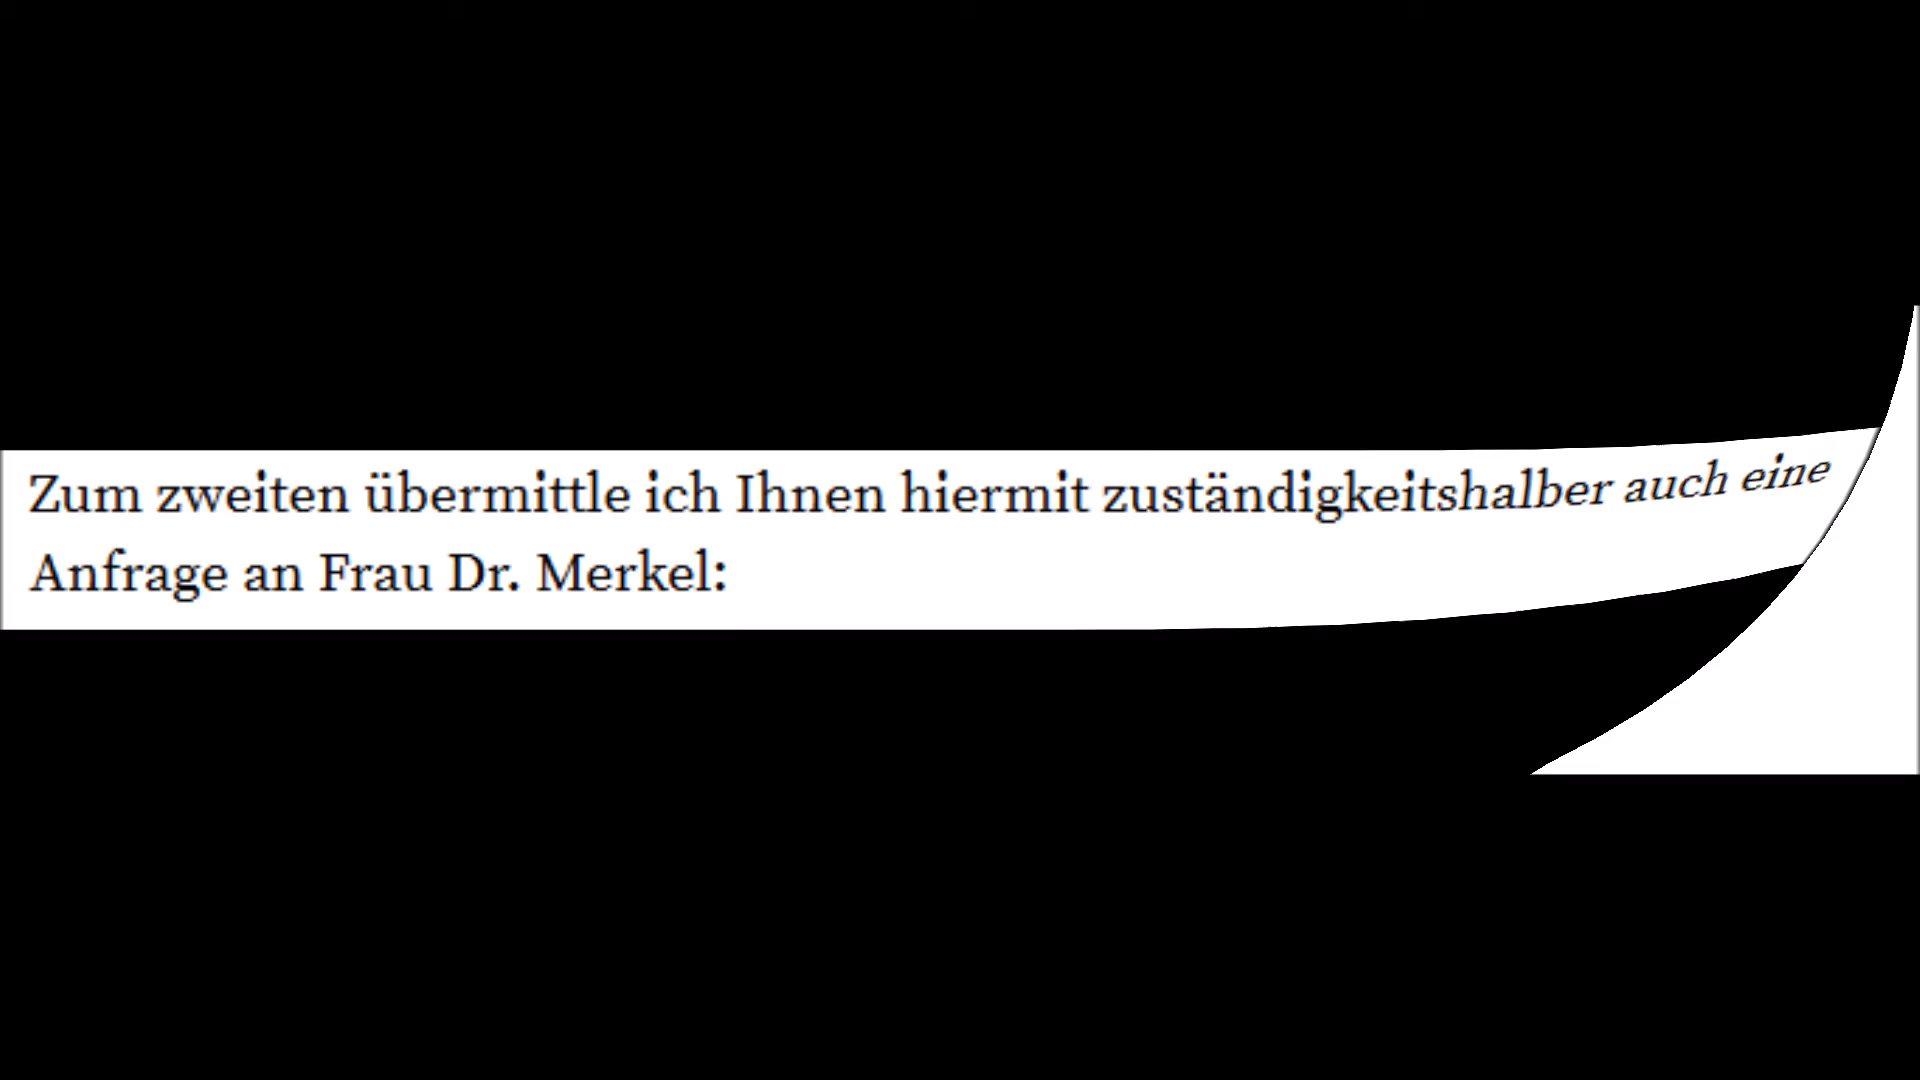 Zum zweiten übermittle ich Ihnen hiermit zuständigkeitshalber auch eine
Anfrage an Frau Dr. Merkel: